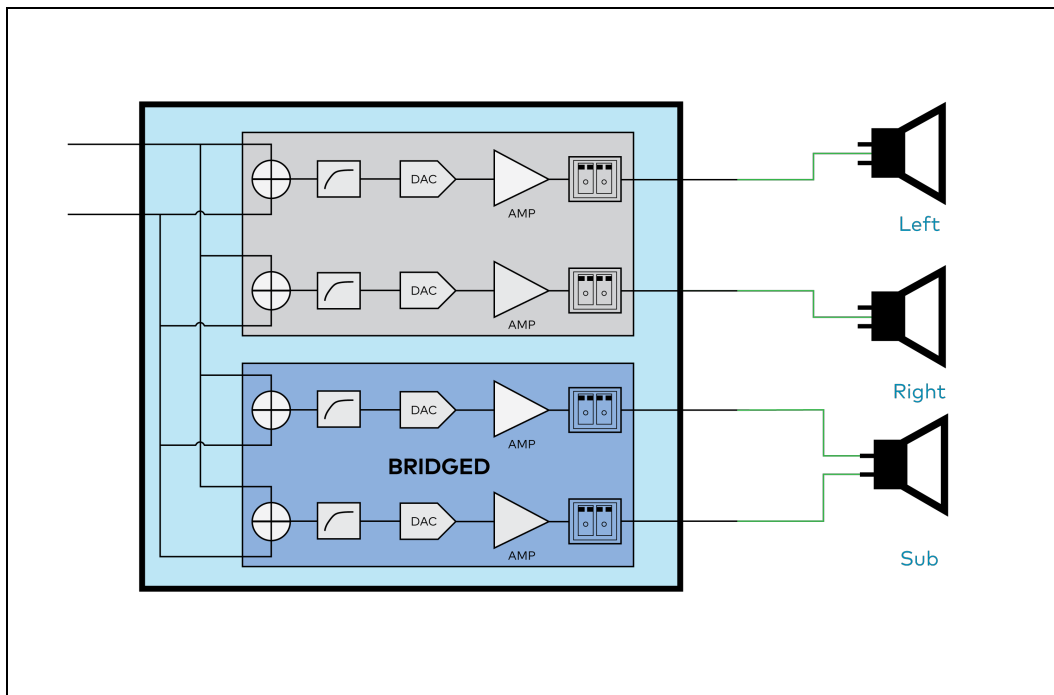 DAC
AMP
Left
DAC
AMP
Right
DAC
AMP
BRIDGED
DAC
AMP
Sub